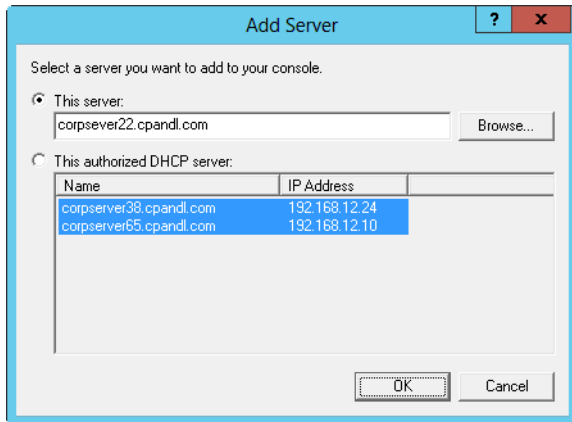 Add Server
?
x
Select a server you want to add to your console.
This server:
corpsever22.cpandl.com
Browse...
This authorized DHCP server:
Name IP Address
corpserver38.cpandl.com 192.168.12.24
corpserver65.cpandl.com 192.168.12.10
OK Cancel